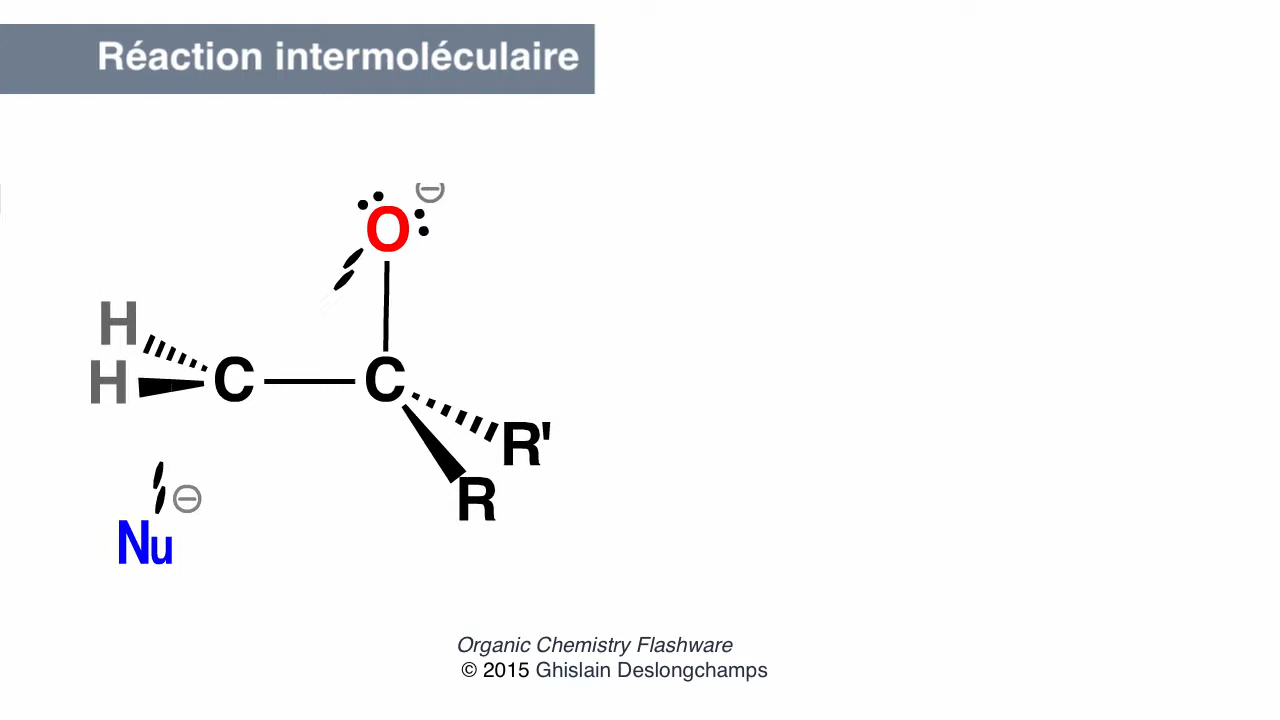 Réaction intermoléculaire
O
H
H
C
C
R'
R
Nu
Organic Chemistry Flashware
© 2015 Ghislain Deslongchamps